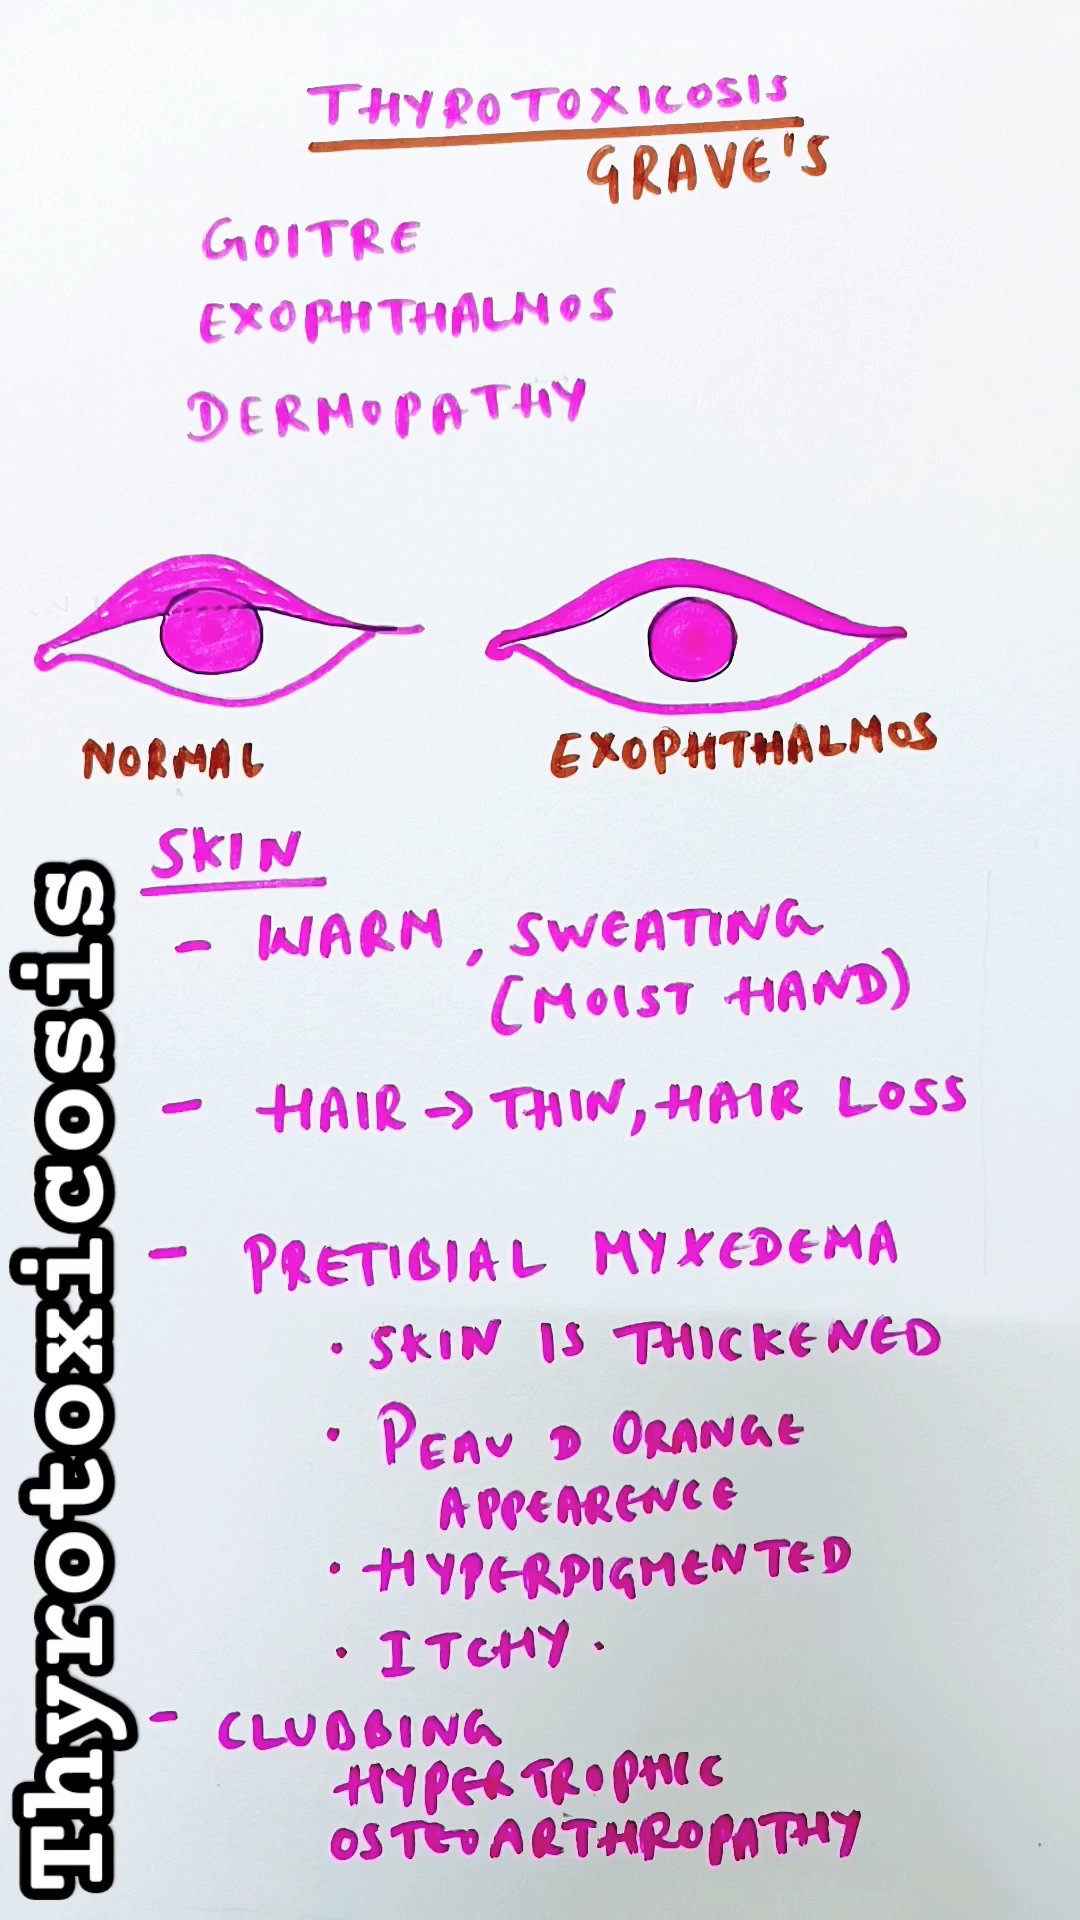 THYROTOXICOSIS
GRAVE'S
GOITRE
EXOPHTHALMOS
DERMOPATHY
NORMAL
EXOPHTHALMOS
SKIN
- WARM, SWEATING
(MOIST HAND)
- HAIR → THIN, HAIR LOSS
- PRETIBIAL MYXEDEMA
• SKIN IS THICKENED
• PEAU D ORANGE
APPEARENCE
• HYPERPIGMENTED
• ITCHY.
- CLUBBING
HYPERTROPHIC
OSTEOARTHROPATHY
Thyrotoxicosis